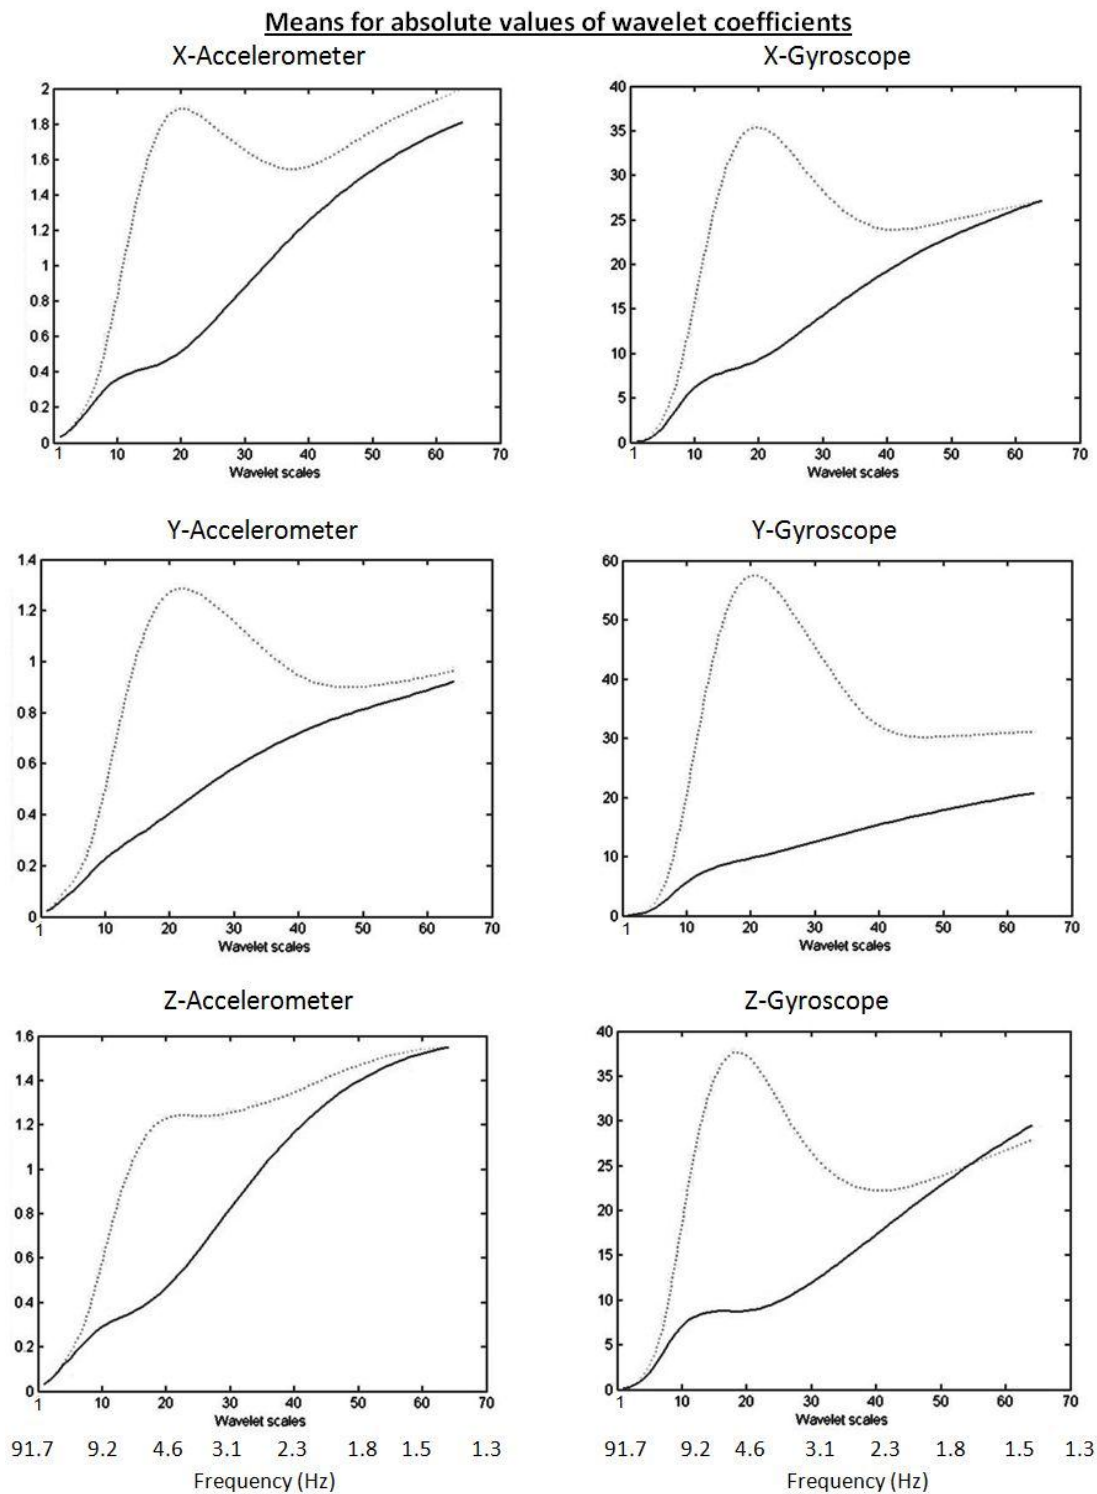 Means for absolute values of wavelet coefficients
X-Accelerometer
2
1.8
1.6
1.4
1.2
1
0.8
0.6
0.4
0.2
0
1 10 20 30 40 50 60 70
Wavelet scales
X-Gyroscope
40
35
30
25
20
15
10
5
0
1 10 20 30 40 50 60 70
Wavelet scales
Y-Accelerometer
1.4
1.2
1
0.8
0.6
0.4
0.2
0
1 10 20 30 40 50 60 70
Wavelet scales
Y-Gyroscope
60
50
40
30
20
10
0
1 10 20 30 40 50 60 70
Wavelet scales
Z-Accelerometer
1.6
1.4
1.2
1
0.8
0.6
0.4
0.2
0
1 10 20 30 40 50 60 70
Wavelet scales
91.7 9.2 4.6 3.1 2.3 1.8 1.5 1.3
Frequency (Hz)
Z-Gyroscope
40
35
30
25
20
15
10
5
0
1 10 20 30 40 50 60 70
Wavelet scales
91.7 9.2 4.6 3.1 2.3 1.8 1.5 1.3
Frequency (Hz)